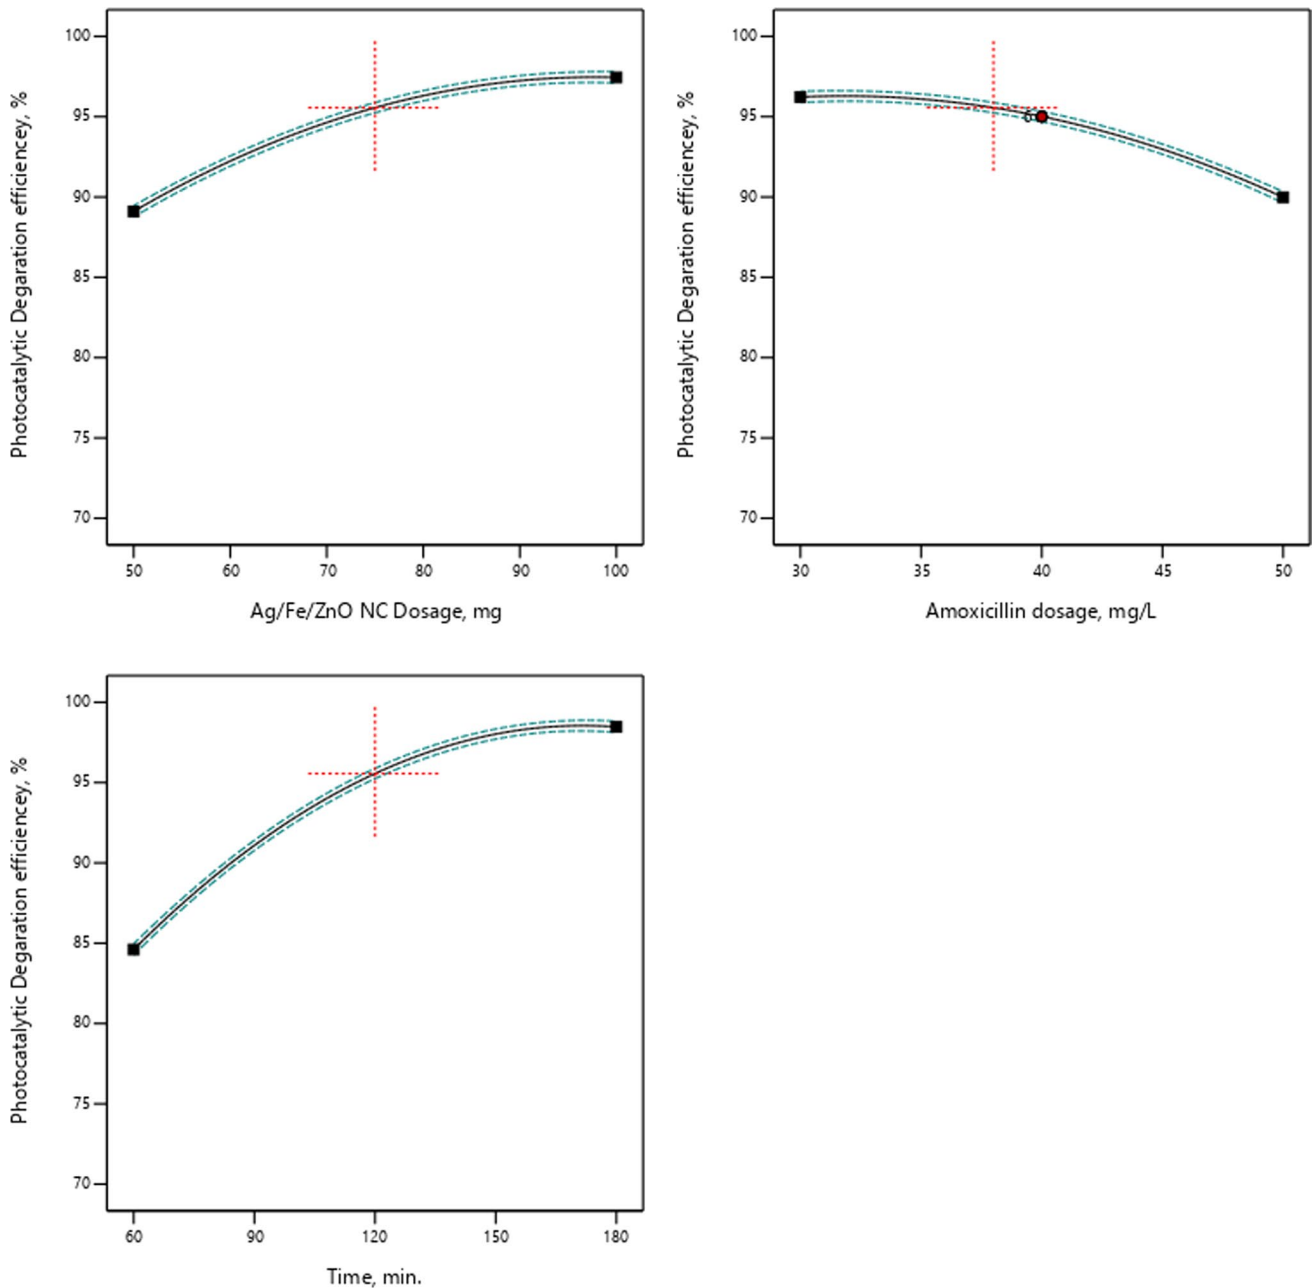 Photocatalytic Degaration efficiencey, %
100
95
90
85
80
75
70
50 60 70 80 90 100
Ag/Fe/ZnO NC Dosage, mg
Photocatalytic Degaration efficiencey, %
100
95
90
85
80
75
70
6
30 35 40 45 50
Amoxicillin dosage, mg/L
Photocatalytic Degaration efficiencey, %
100
95
90
85
80
75
70
60 90 120 150 180
Time, min.